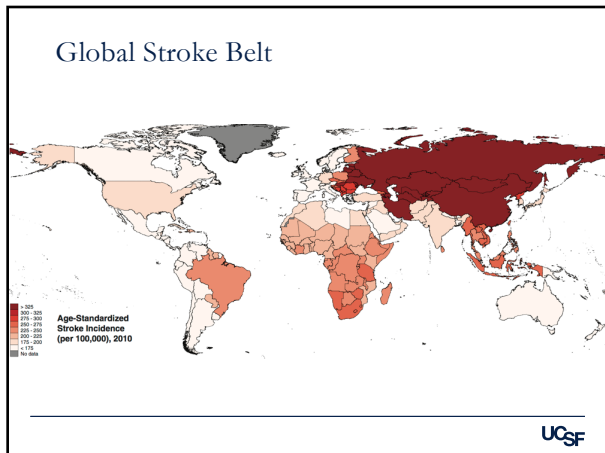 Global Stroke Belt
> 325
300 - 325
275 - 300
250 - 275
225 - 250
200 - 225
175 - 200
< 175
No data
Age-Standardized
Stroke Incidence
(per 100,000), 2010
UCSF